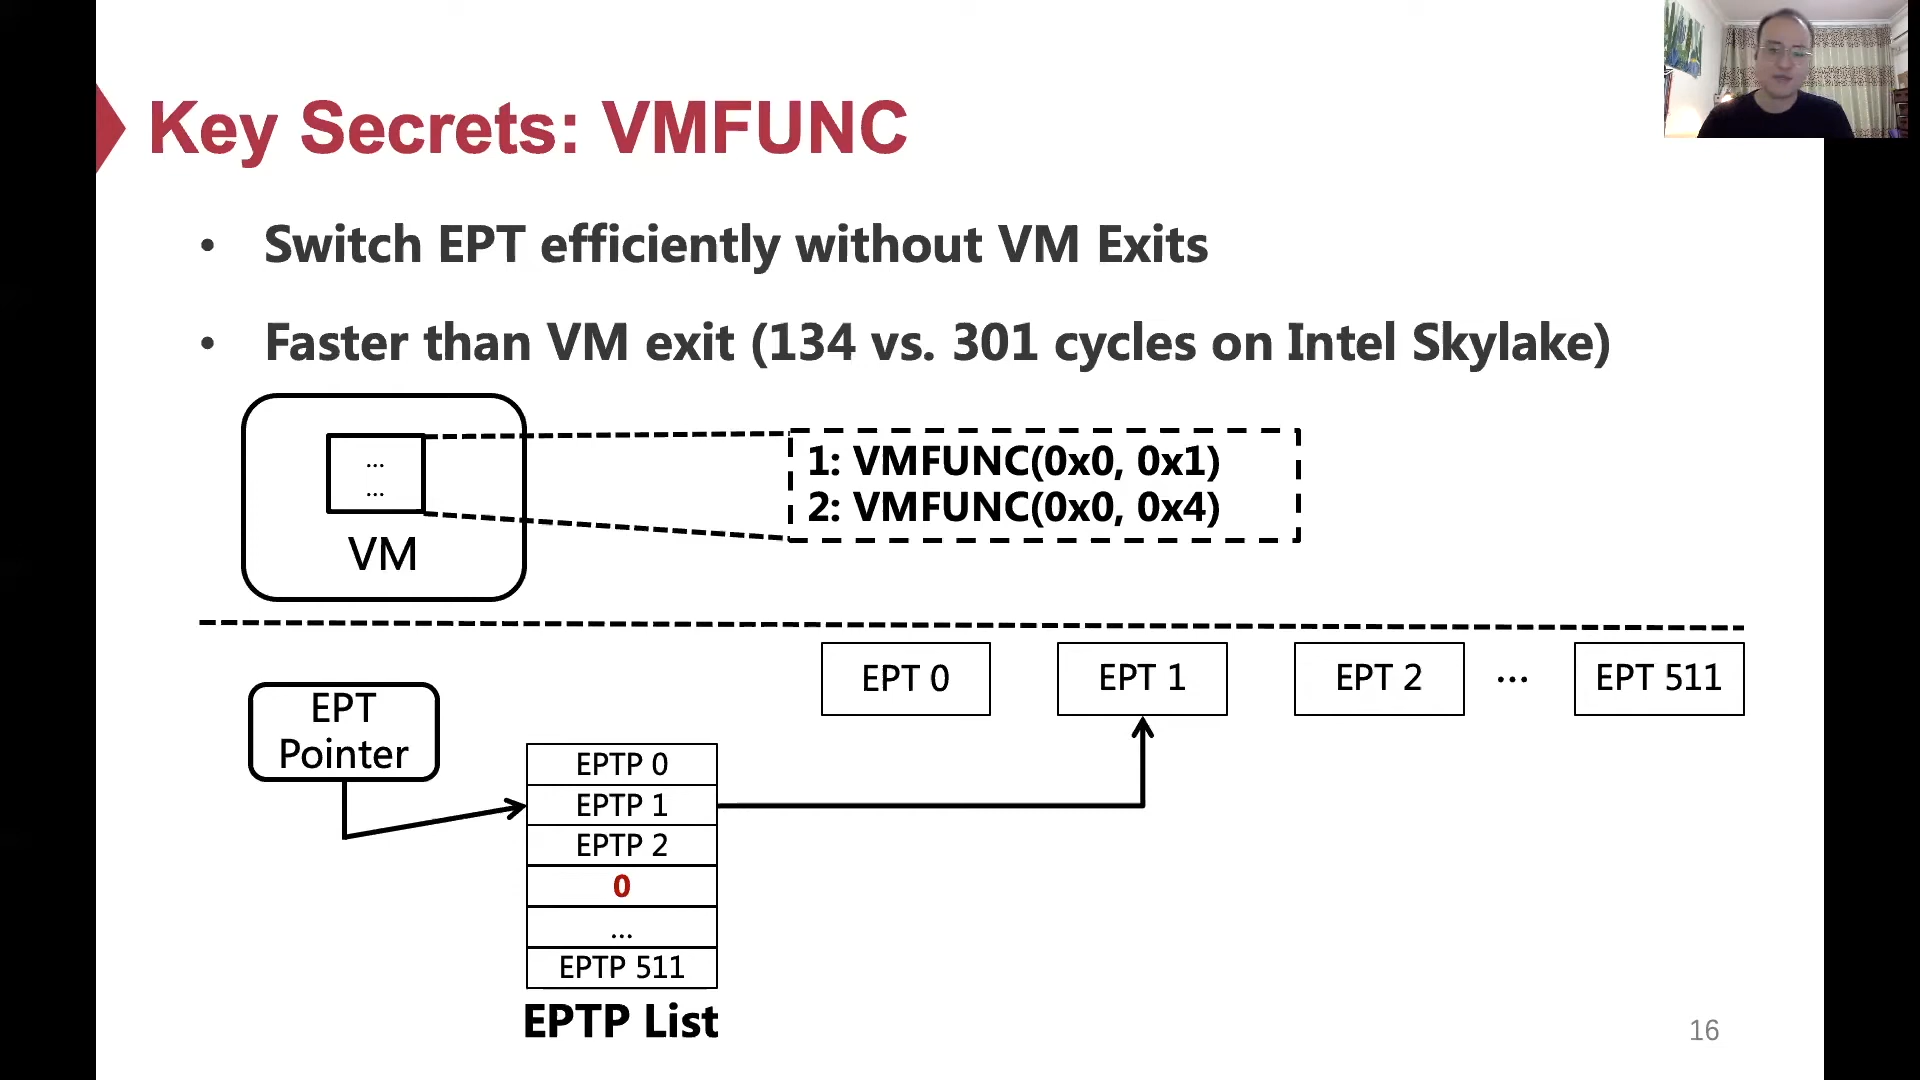 Key Secrets: VMFUNC
• Switch EPT efficiently without VM Exits
• Faster than VM exit (134 vs. 301 cycles on Intel Skylake)
...
...
VM
1: VMFUNC(0x0, 0x1)
2: VMFUNC(0x0, 0x4)
EPT 0
EPT 1
EPT 2
...
EPT 511
EPT
Pointer
EPTP 0
EPTP 1
EPTP 2
0
...
EPTP 511
EPTP List
16